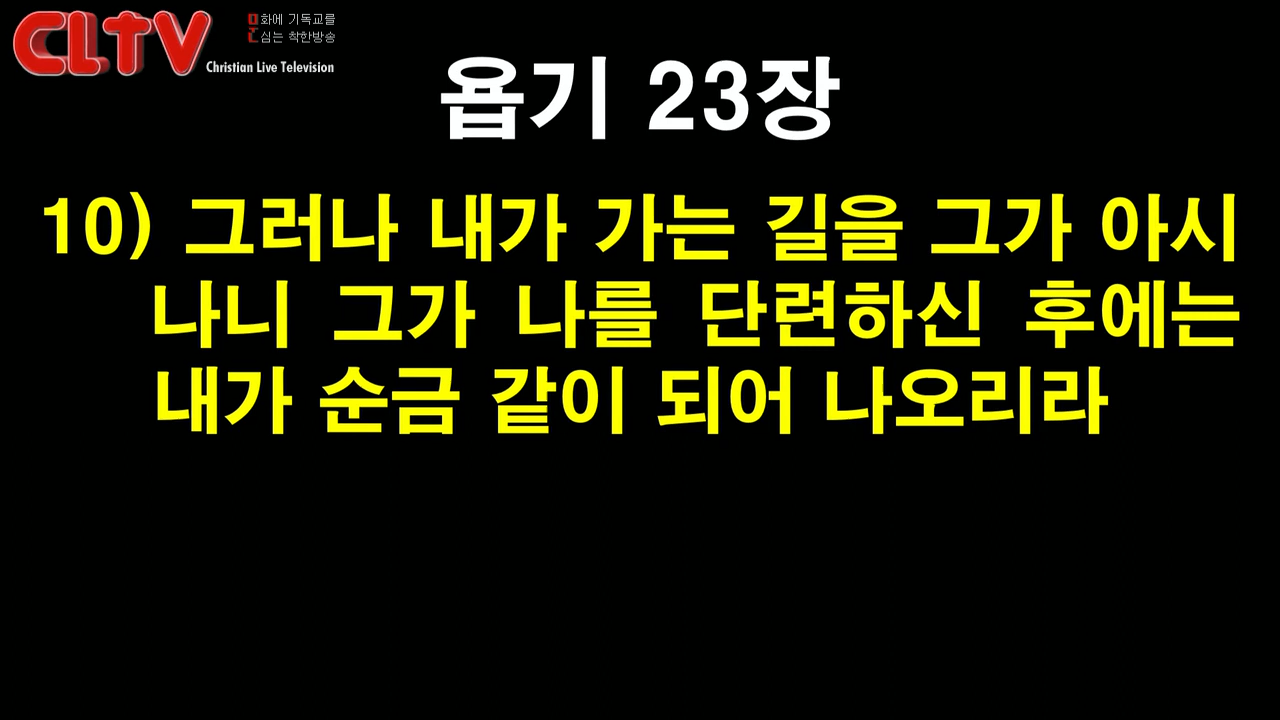 CLTV
문화에 기독교를
심는 착한방송
Christian Live Television
욥기 23장
10) 그러나 내가 가는 길을 그가 아시
나니 그가 나를 단련하신 후에는
내가 순금 같이 되어 나오리라